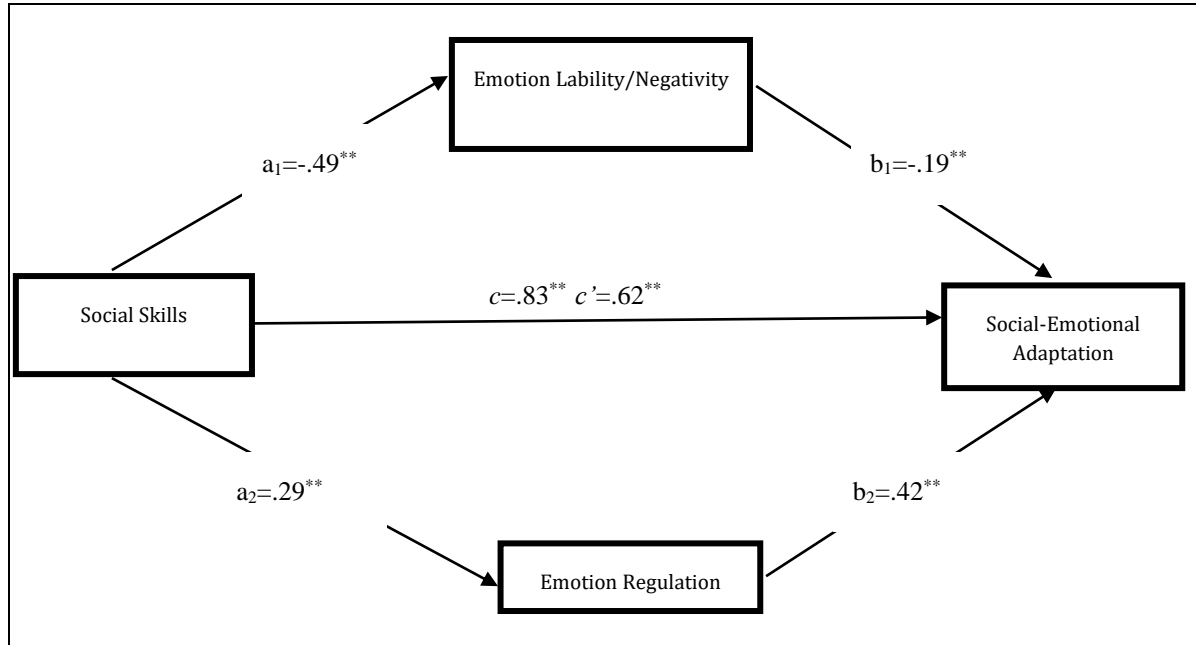 Emotion Lability/Negativity
a₁=-.49**
b₁=-.19**
Social Skills
c=.83** c’=.62**
Social-Emotional
Adaptation
a₂=.29**
b₂=.42**
Emotion Regulation